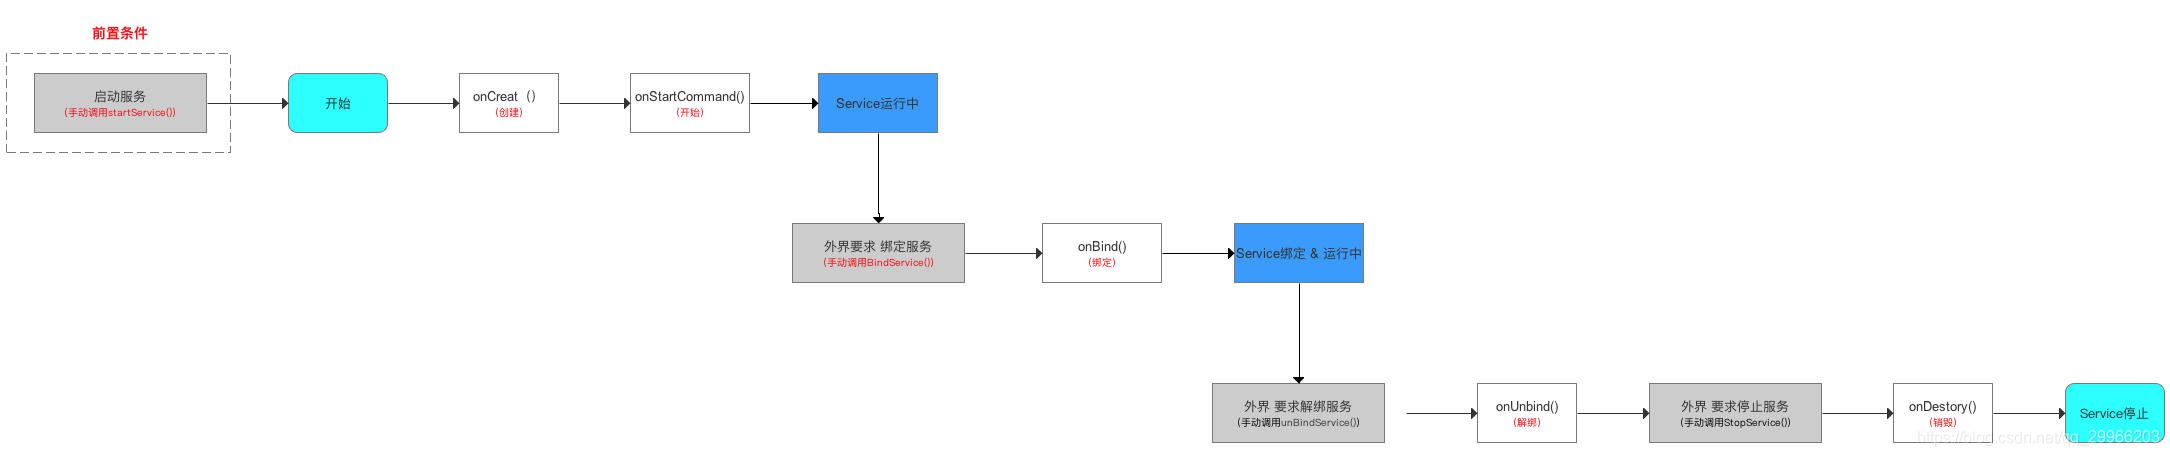 前置条件
启动服务
(手动调用startService())
开始
onCreat（）
(创建)
onStartCommand()
(开始)
Service运行中
外界要求 绑定服务
(手动调用BindService())
onBind()
(绑定)
Service绑定 & 运行中
外界 要求解绑服务
(手动调用unBindService())
onUnbind()
(解绑)
外界 要求停止服务
(手动调用StopService())
onDestory()
(销毁)
Service停止
https://blog.csdn.net/qq_29966203